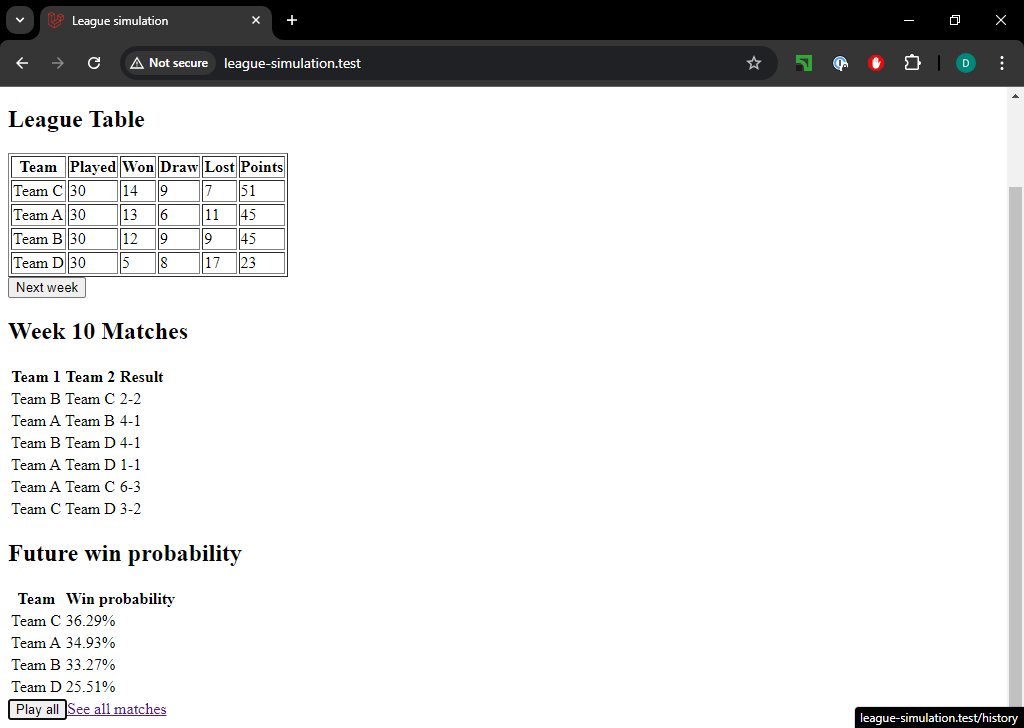 League simulation
Not secure league-simulation.test
D
League Table
Team Played Won Draw Lost Points
Team C 30 14 9 7 51
Team A 30 13 6 11 45
Team B 30 12 9 9 45
Team D 30 5 8 17 23
Next week
Week 10 Matches
Team 1 Team 2 Result
Team B Team C 2-2
Team A Team B 4-1
Team B Team D 4-1
Team A Team D 1-1
Team A Team C 6-3
Team C Team D 3-2
Future win probability
Team Win probability
Team C 36.29%
Team A 34.93%
Team B 33.27%
Team D 25.51%
Play all See all matches
league-simulation.test/history